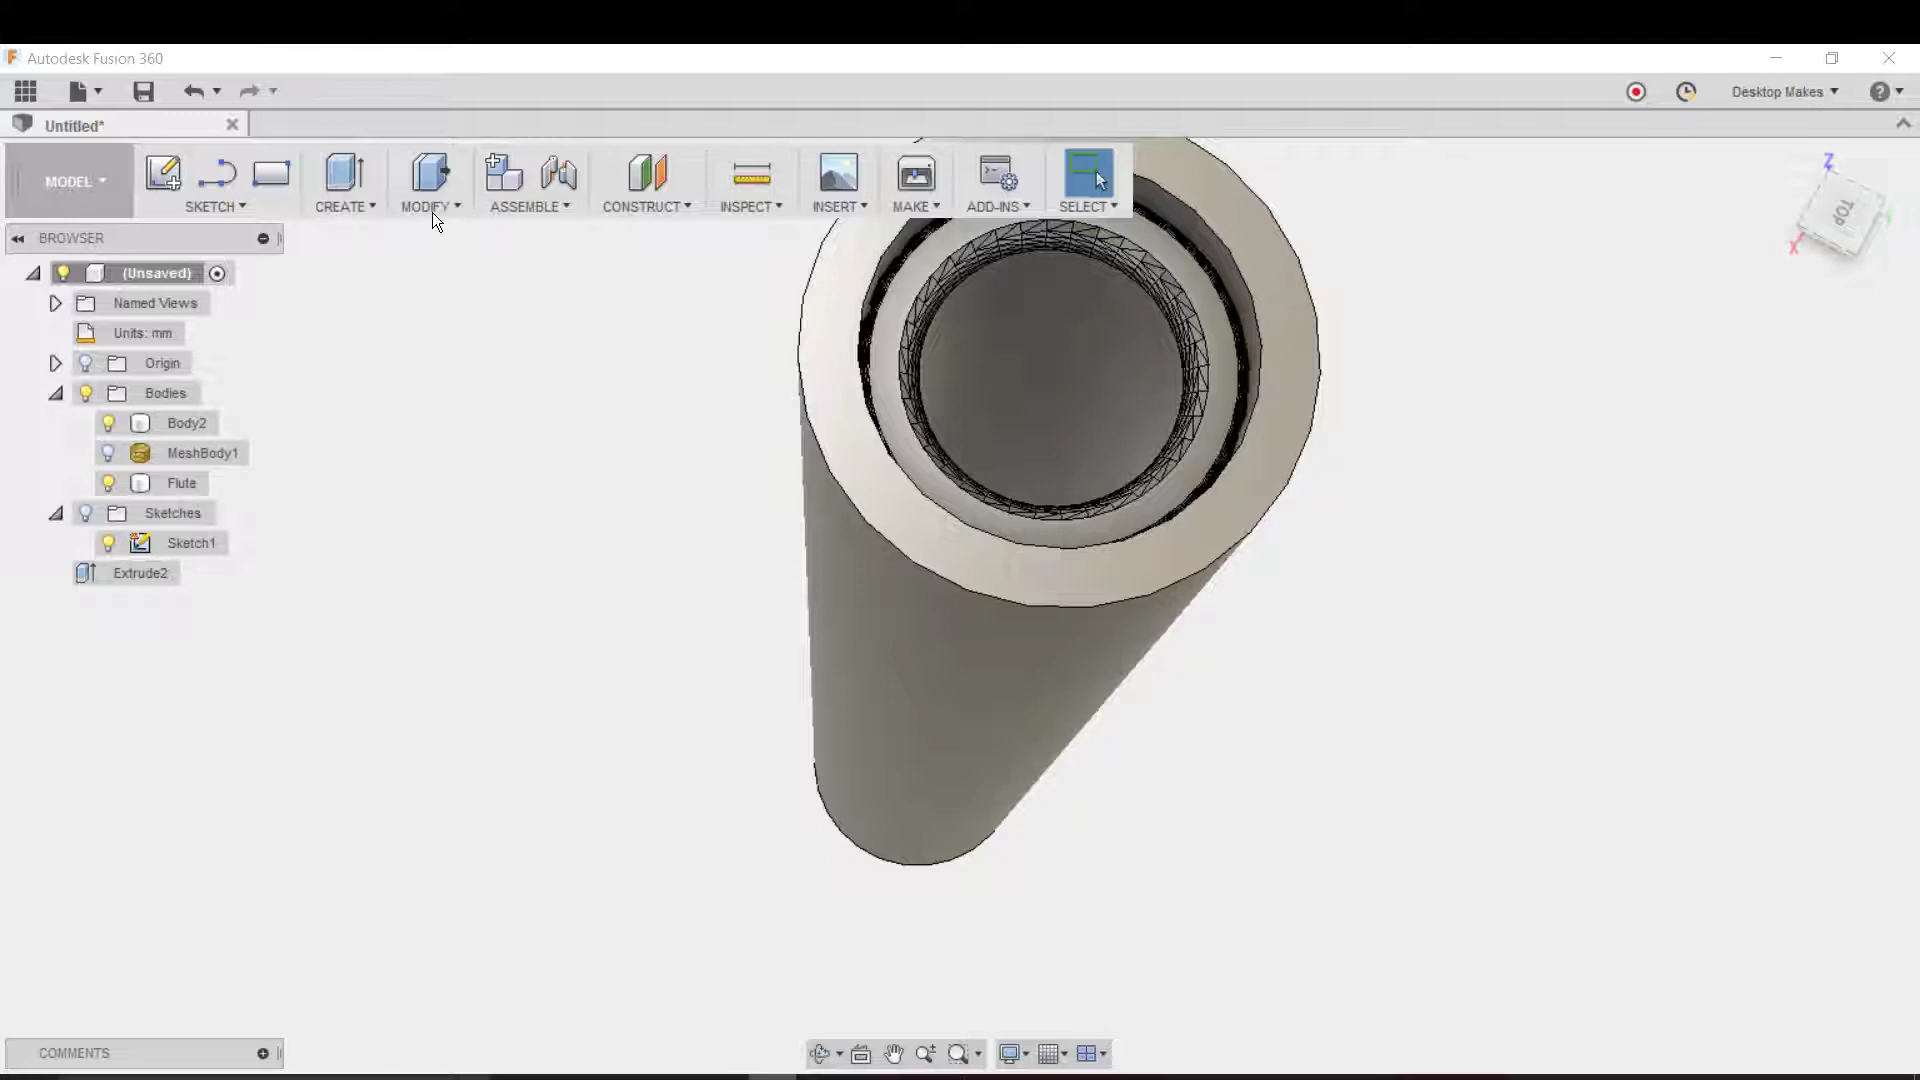 Autodesk Fusion 360
Desktop Makes
Untitled*
MODEL
SKETCH
CREATE
MODIFY
ASSEMBLE
CONSTRUCT
INSPECT
INSERT
MAKE
ADD-INS
SELECT
Z
TOP
X
BROWSER
(Unsaved)
Named Views
Units: mm
Origin
Bodies
Body2
MeshBody1
Flute
Sketches
Sketch1
Extrude2
COMMENTS